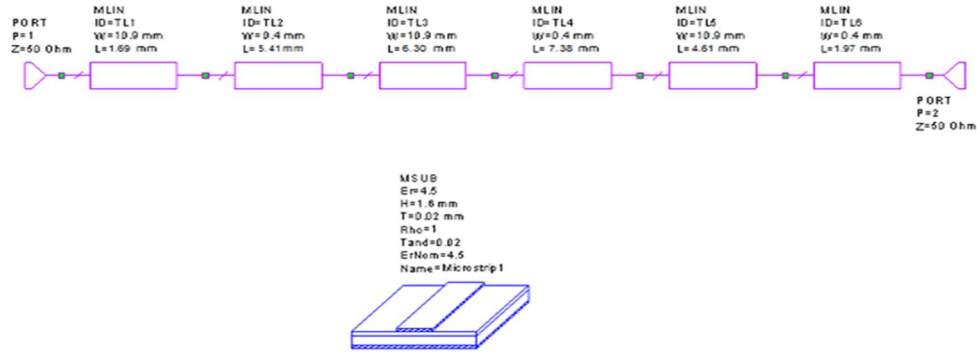 PORT
P=1
Z=50 Ohm
MLIN
ID=TL1
W=10.9 mm
L=1.69 mm
MLIN
ID=TL2
W=0.4 mm
L=5.41 mm
MLIN
ID=TL3
W=10.9 mm
L=6.30 mm
MLIN
ID=TL4
W=0.4 mm
L=7.38 mm
MLIN
ID=TL5
W=10.9 mm
L=4.61 mm
MLIN
ID=TL6
W=0.4 mm
L=1.97 mm
PORT
P=2
Z=50 Ohm
MSUB
Er=4.5
H=1.6 mm
T=0.02 mm
Rho=1
Tand=0.02
ErNom=4.5
Name=Microstrip1